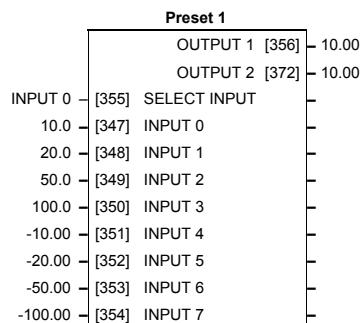 Preset 1
OUTPUT 1 [356] – 10.00
OUTPUT 2 [372] – 10.00
INPUT 0 – [355] SELECT INPUT –
10.0 – [347] INPUT 0 –
20.0 – [348] INPUT 1 –
50.0 – [349] INPUT 2 –
100.0 – [350] INPUT 3 –
-10.00 – [351] INPUT 4 –
-20.00 – [352] INPUT 5 –
-50.00 – [353] INPUT 6 –
-100.00 – [354] INPUT 7 –